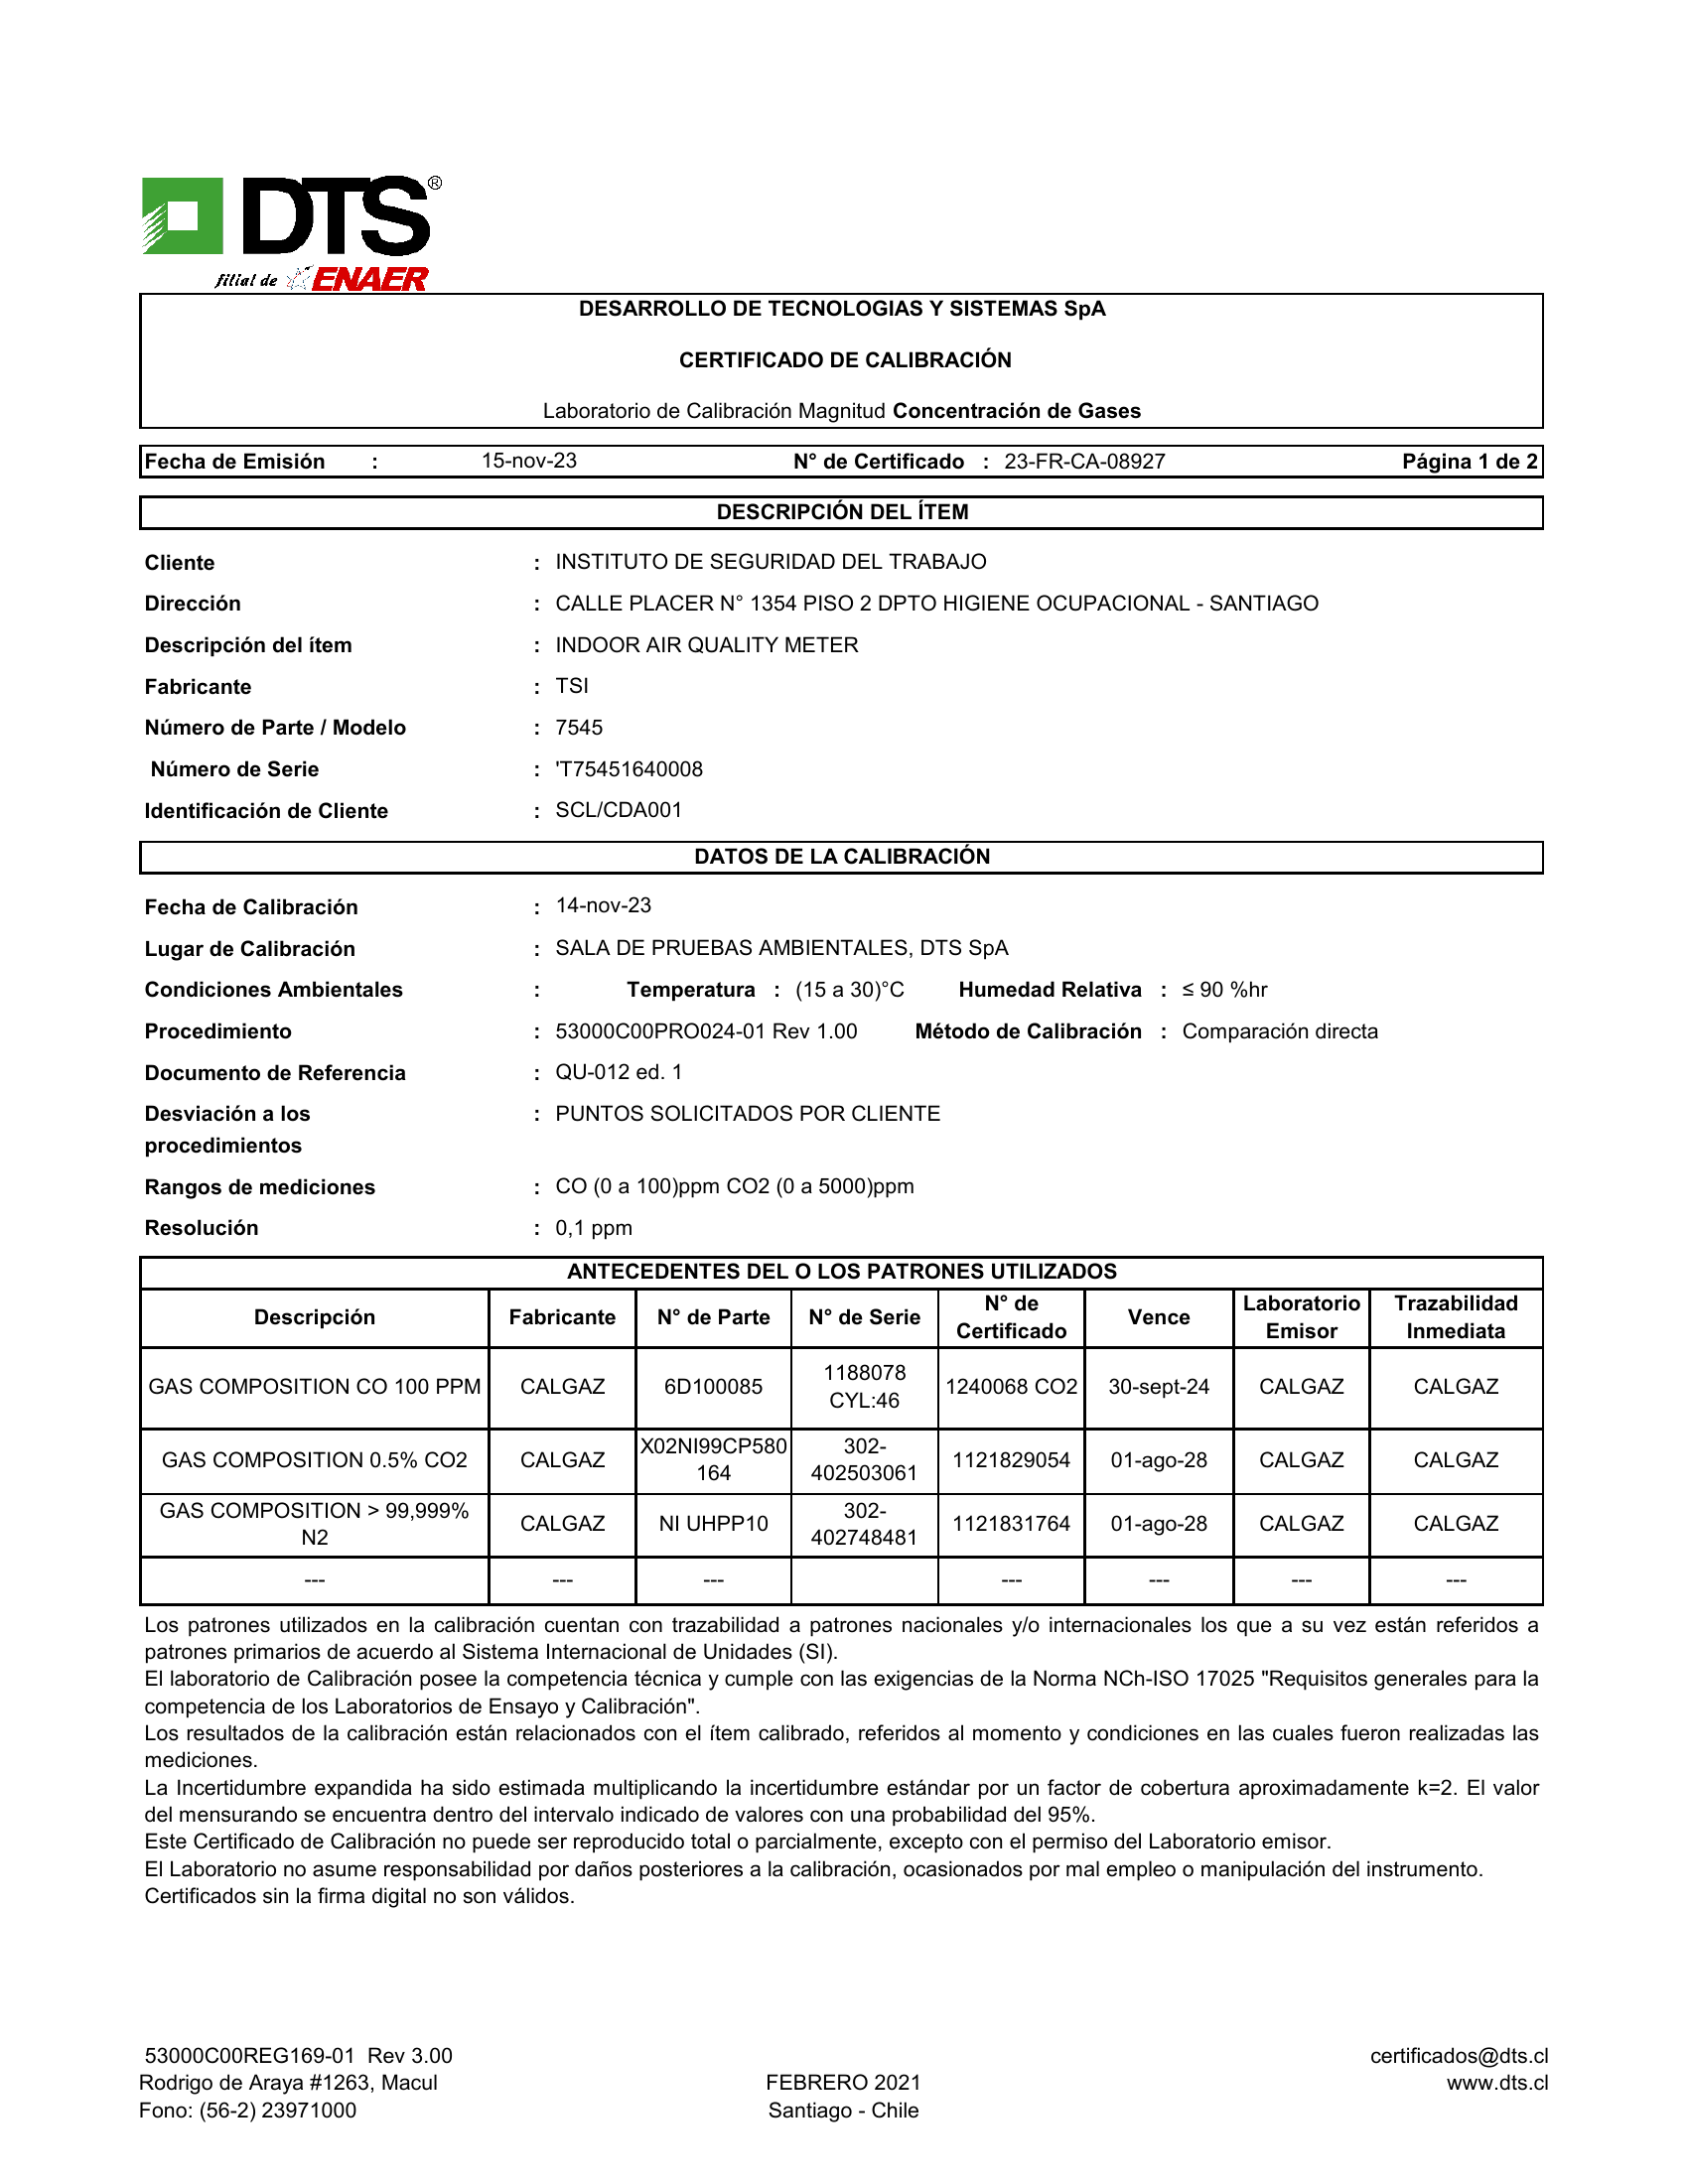 DTS®
filial de ENAER
DESARROLLO DE TECNOLOGIAS Y SISTEMAS SpA
CERTIFICADO DE CALIBRACIÓN
Laboratorio de Calibración Magnitud Concentración de Gases
Fecha de Emisión : 15-nov-23 N° de Certificado : 23-FR-CA-08927 Página 1 de 2
DESCRIPCIÓN DEL ÍTEM
Cliente : INSTITUTO DE SEGURIDAD DEL TRABAJO
Dirección : CALLE PLACER N° 1354 PISO 2 DPTO HIGIENE OCUPACIONAL - SANTIAGO
Descripción del ítem : INDOOR AIR QUALITY METER
Fabricante : TSI
Número de Parte / Modelo : 7545
Número de Serie : 'T75451640008
Identificación de Cliente : SCL/CDA001
DATOS DE LA CALIBRACIÓN
Fecha de Calibración : 14-nov-23
Lugar de Calibración : SALA DE PRUEBAS AMBIENTALES, DTS SpA
Condiciones Ambientales : Temperatura : (15 a 30)°C Humedad Relativa : ≤ 90 %hr
Procedimiento : 53000C00PRO024-01 Rev 1.00 Método de Calibración : Comparación directa
Documento de Referencia : QU-012 ed. 1
Desviación a los : PUNTOS SOLICITADOS POR CLIENTE
procedimientos
Rangos de mediciones : CO (0 a 100)ppm CO2 (0 a 5000)ppm
Resolución : 0,1 ppm
ANTECEDENTES DEL O LOS PATRONES UTILIZADOS
Descripción Fabricante N° de Parte N° de Serie N° de Certificado Vence Laboratorio Emisor Trazabilidad Inmediata
GAS COMPOSITION CO 100 PPM CALGAZ 6D100085 1188078 CYL:46 1240068 CO2 30-sept-24 CALGAZ CALGAZ
GAS COMPOSITION 0.5% CO2 CALGAZ X02NI99CP580 164 302-402503061 1121829054 01-ago-28 CALGAZ CALGAZ
GAS COMPOSITION > 99,999% N2 CALGAZ NI UHPP10 302-402748481 1121831764 01-ago-28 CALGAZ CALGAZ
--- --- --- --- --- --- ---
Los patrones utilizados en la calibración cuentan con trazabilidad a patrones nacionales y/o internacionales los que a su vez están referidos a
patrones primarios de acuerdo al Sistema Internacional de Unidades (SI).
El laboratorio de Calibración posee la competencia técnica y cumple con las exigencias de la Norma NCh-ISO 17025 "Requisitos generales para la
competencia de los Laboratorios de Ensayo y Calibración".
Los resultados de la calibración están relacionados con el ítem calibrado, referidos al momento y condiciones en las cuales fueron realizadas las
mediciones.
La Incertidumbre expandida ha sido estimada multiplicando la incertidumbre estándar por un factor de cobertura aproximadamente k=2. El valor
del mensurando se encuentra dentro del intervalo indicado de valores con una probabilidad del 95%.
Este Certificado de Calibración no puede ser reproducido total o parcialmente, excepto con el permiso del Laboratorio emisor.
El Laboratorio no asume responsabilidad por daños posteriores a la calibración, ocasionados por mal empleo o manipulación del instrumento.
Certificados sin la firma digital no son válidos.
53000C00REG169-01 Rev 3.00 certificados@dts.cl
Rodrigo de Araya #1263, Macul FEBRERO 2021 www.dts.cl
Fono: (56-2) 23971000 Santiago - Chile